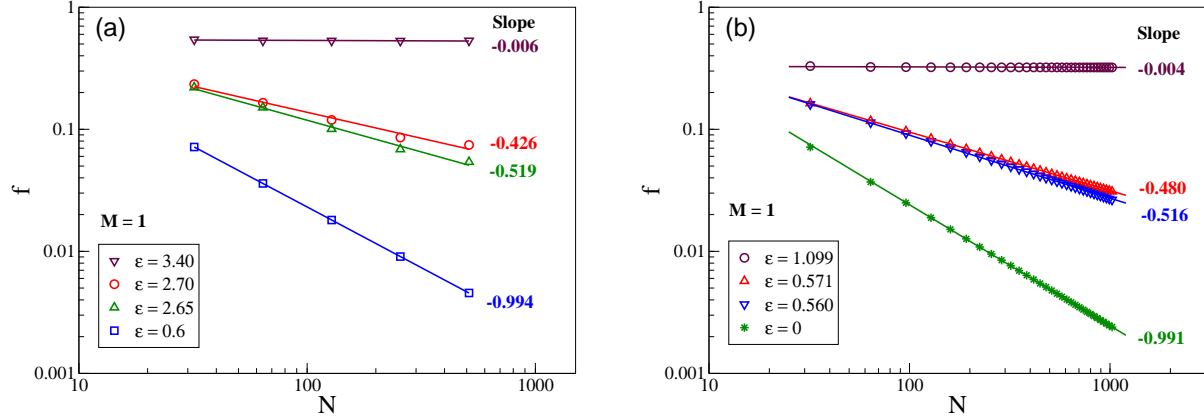 (a)
Slope
-0.006
-0.426
-0.519
-0.994
1
0.1
0.01
0.001
f
M = 1
ε = 3.40
ε = 2.70
ε = 2.65
ε = 0.6
10
100
1000
N
(b)
Slope
-0.004
-0.480
-0.516
-0.991
1
0.1
0.01
0.001
f
M = 1
ε = 1.099
ε = 0.571
ε = 0.560
ε = 0
10
100
1000
N